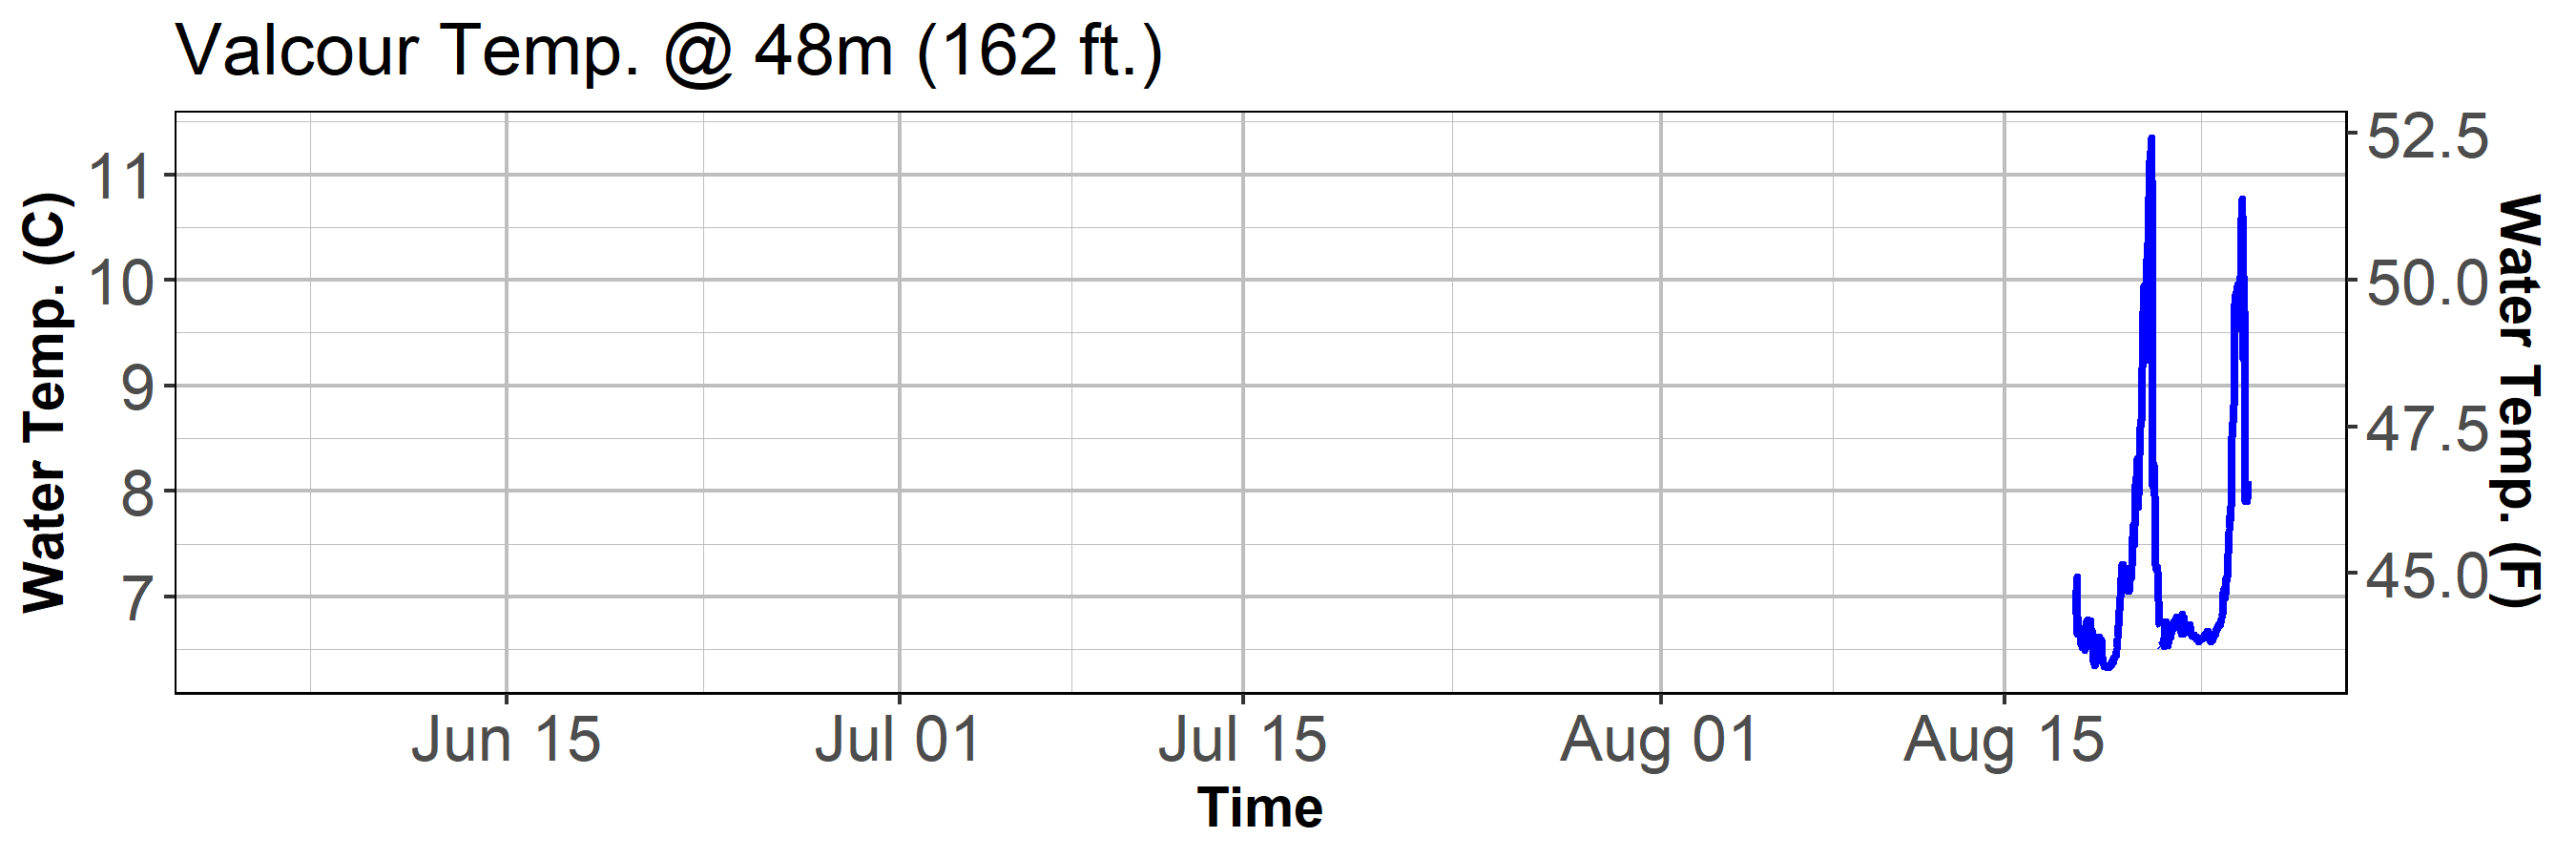 Valcour Temp. @ 48m (162 ft.)
Water Temp. (C)
11
10
9
8
7
52.5
50.0
47.5
45.0
Water Temp. (F)
Jun 15 Jul 01 Jul 15 Aug 01 Aug 15
Time